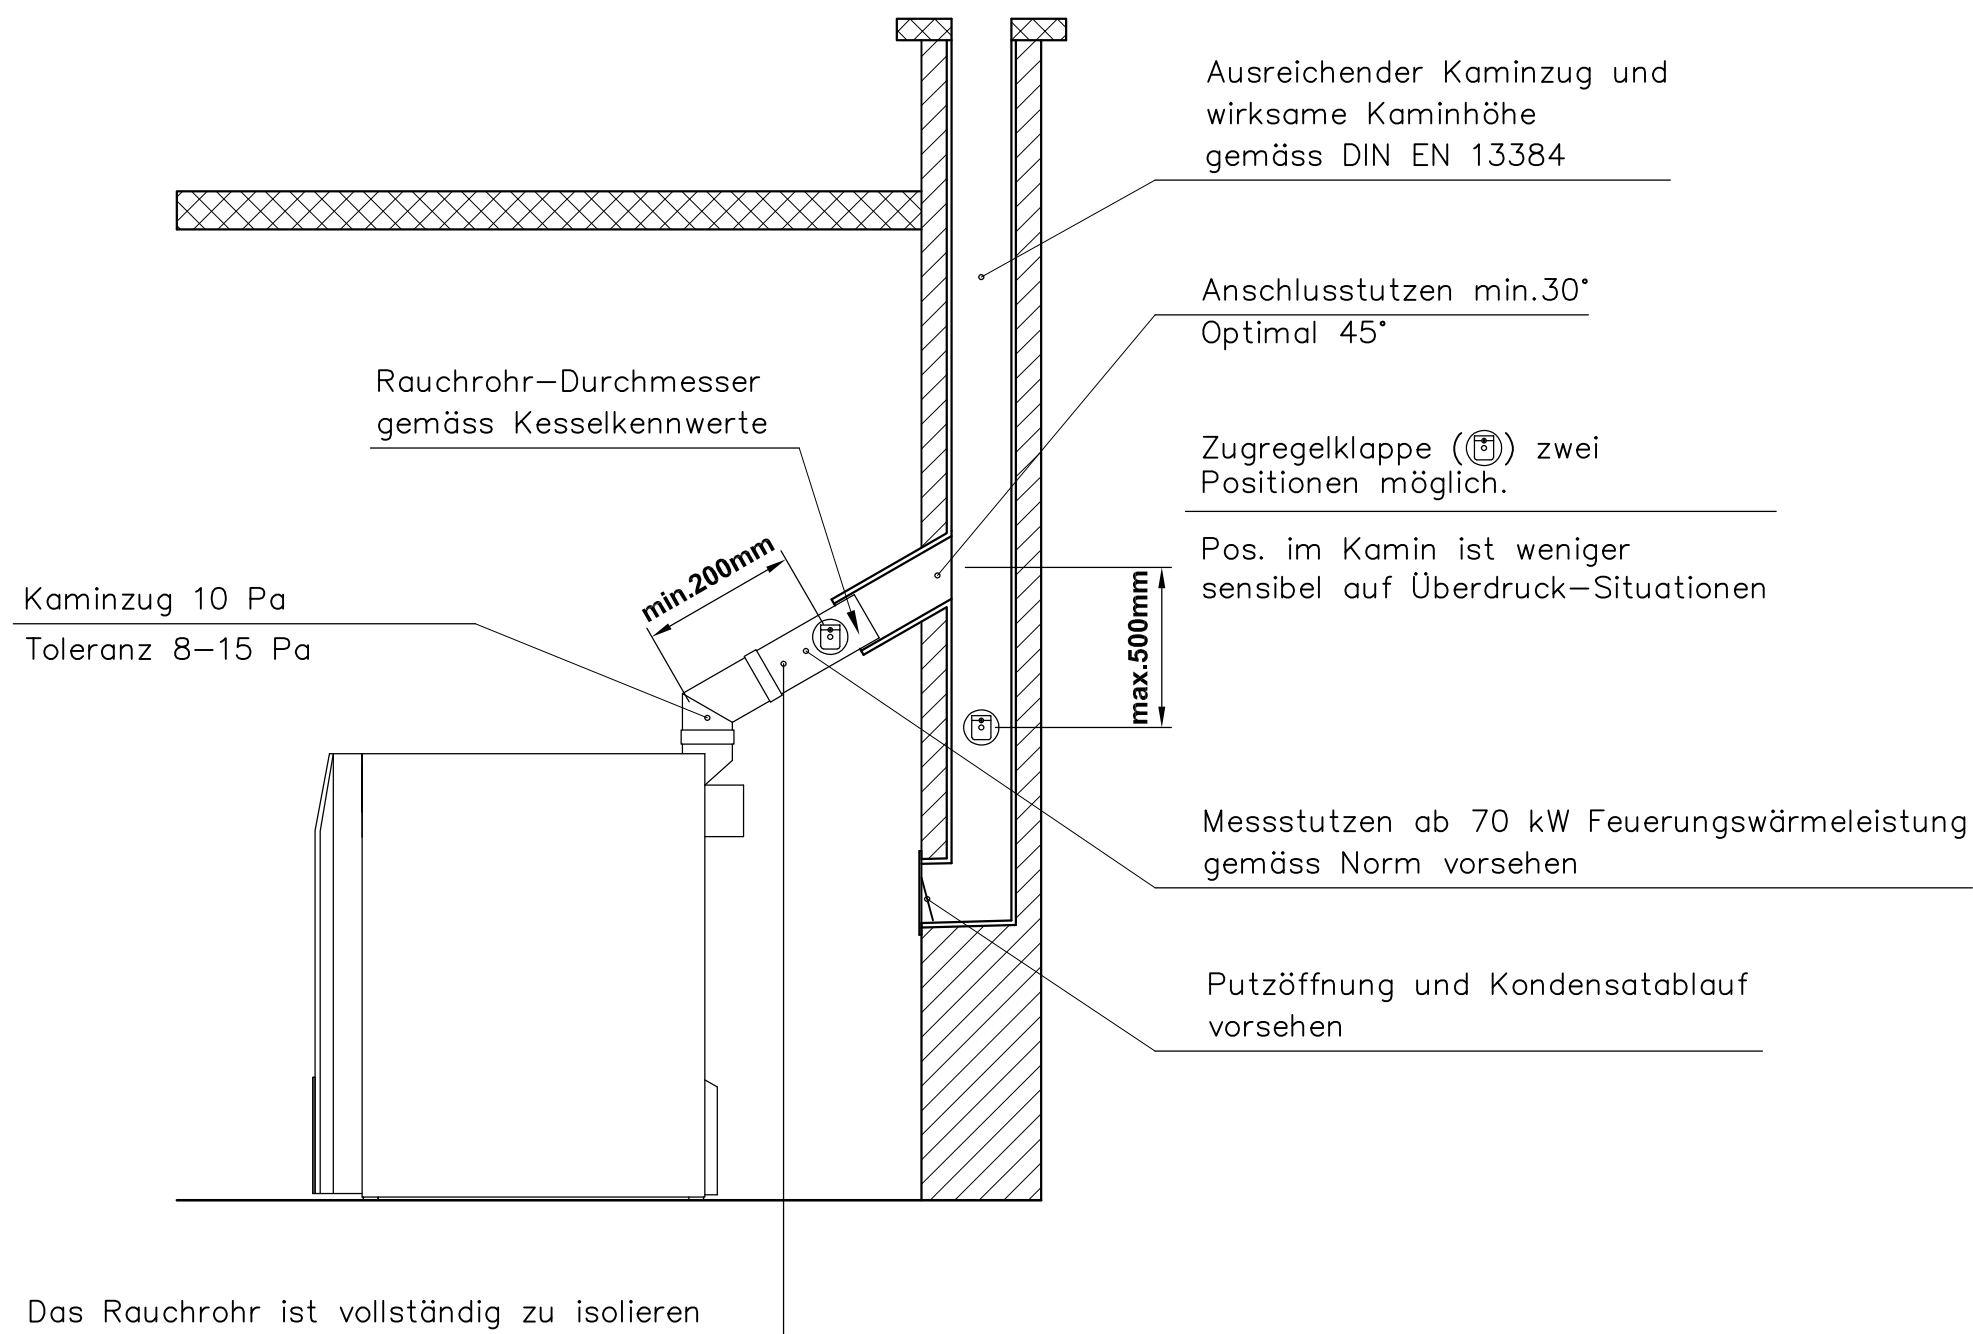 Ausreichender Kaminzug und
wirksame Kaminhöhe
gemäss DIN EN 13384
Anschlusstutzen min.30°
Optimal 45°
Rauchrohr-Durchmesser
gemäss Kesselkennwerte
Zugregelklappe ( ) zwei
Positionen möglich.
Pos. im Kamin ist weniger
sensibel auf Überdruck-Situationen
min.200mm
max.500mm
Kaminzug 10 Pa
Toleranz 8-15 Pa
Messstutzen ab 70 kW Feuerungswärmeleistung
gemäss Norm vorsehen
Putzöffnung und Kondensatablauf
vorsehen
Das Rauchrohr ist vollständig zu isolieren